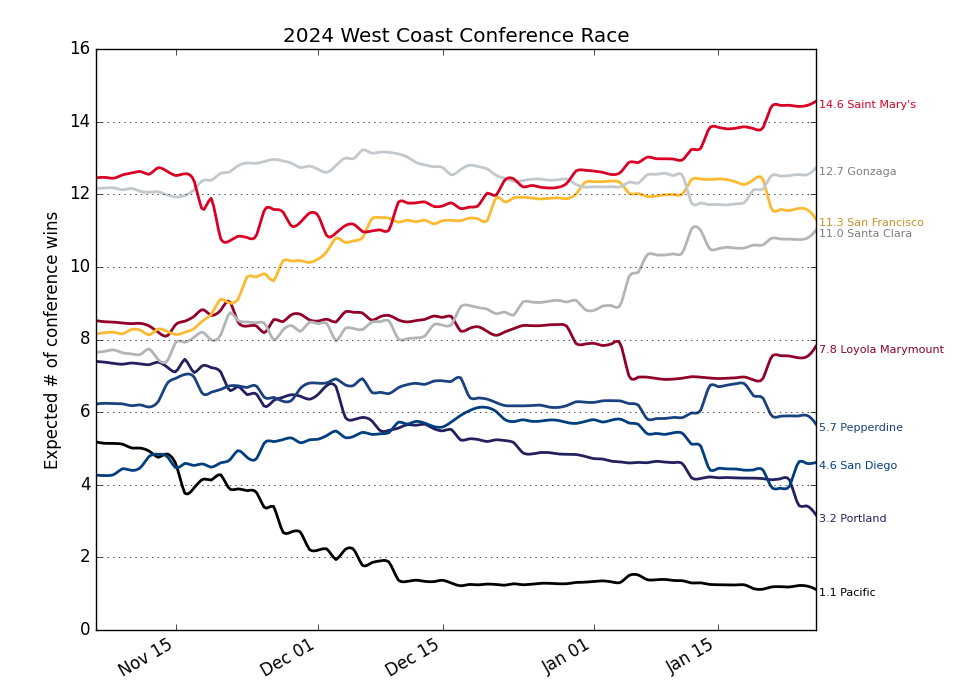 2024 West Coast Conference Race
Expected # of conference wins
16
14
12
10
8
6
4
2
0
14.6 Saint Mary's
12.7 Gonzaga
11.3 San Francisco
11.0 Santa Clara
7.8 Loyola Marymount
5.7 Pepperdine
4.6 San Diego
3.2 Portland
1.1 Pacific
Nov 15
Dec 01
Dec 15
Jan 01
Jan 15